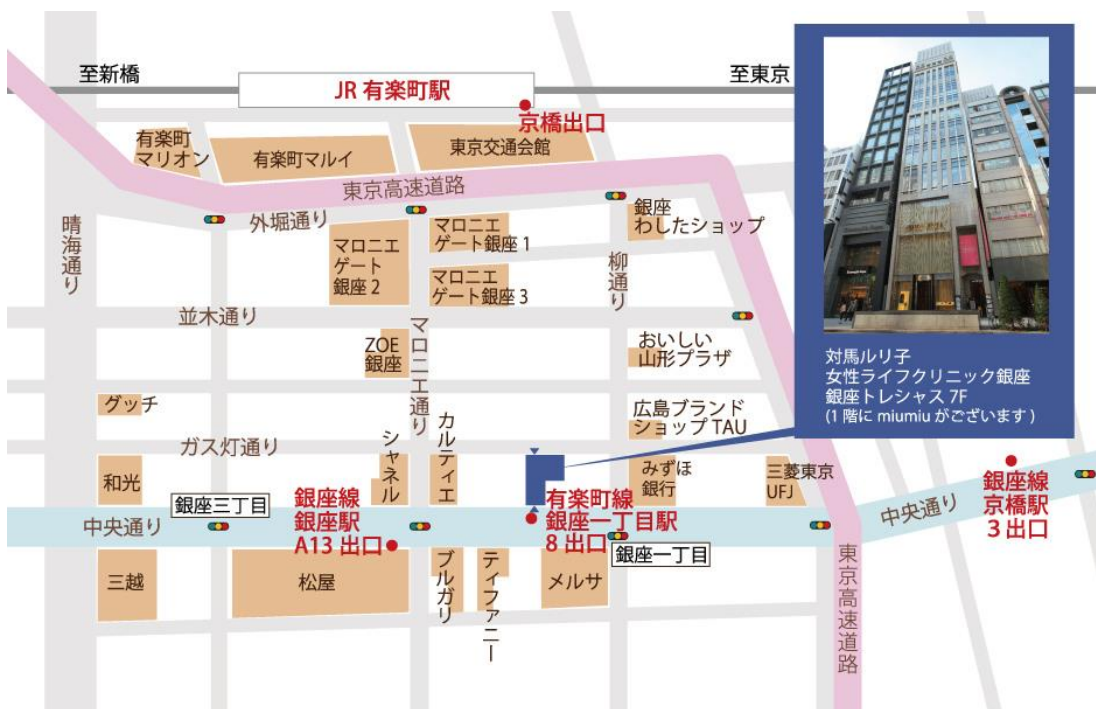 至新橋
JR 有楽町駅
至東京
京橋出口
有楽町
マリオン
有楽町マルイ
東京交通会館
東京高速道路
外堀通り
晴海通り
マロニエ
ゲート
銀座 2
マロニエ
ゲート銀座 1
マロニエ
ゲート銀座 3
柳通り
銀座
わしたショップ
並木通り
マロニエ通り
ZOE
銀座
おいしい
山形プラザ
グッチ
広島ブランド
ショップ TAU
ガス灯通り
和光
シャネル
カルティエ
みずほ
銀行
三菱東京
UFJ
対馬ルリ子
女性ライフクリニック銀座
銀座トレシャス 7F
(1 階に miumiu がございます )
中央通り
銀座三丁目
銀座線
銀座駅
A13 出口
有楽町線
銀座一丁目駅
8 出口
銀座一丁目
中央通り
銀座線
京橋駅
3 出口
三越
松屋
ブルガリ
ティファニー
メルサ
東京高速道路